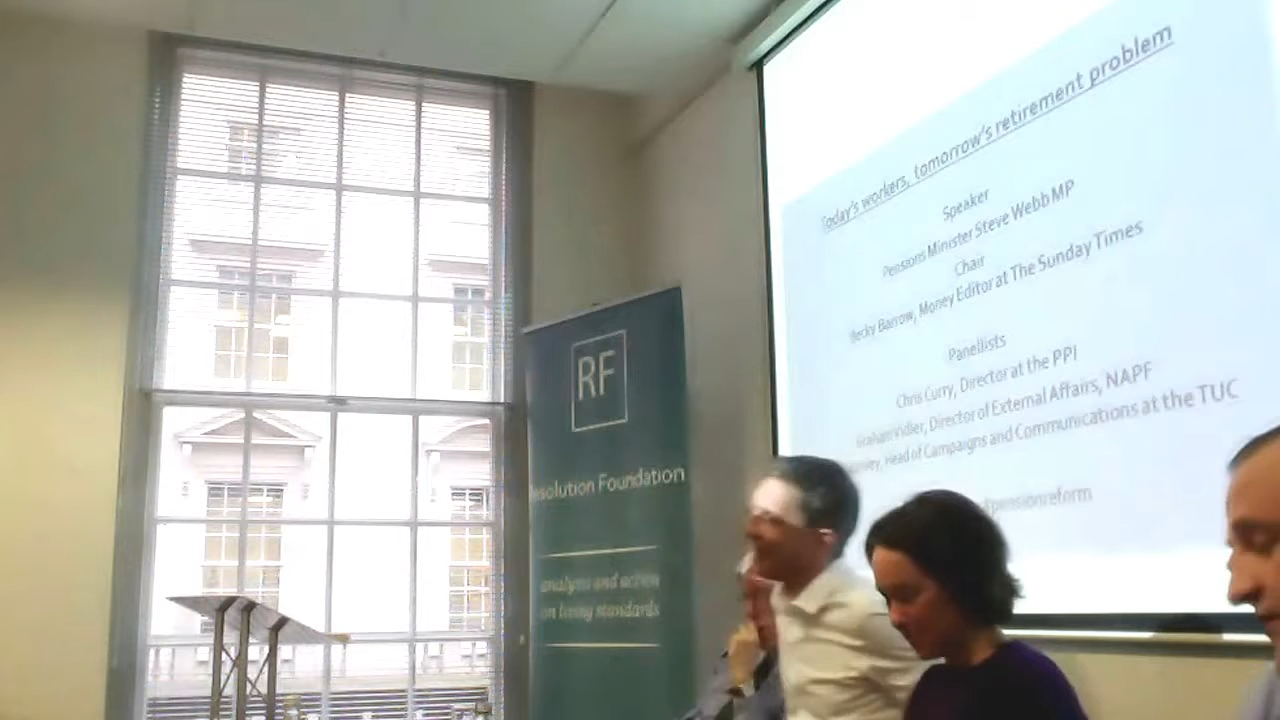 Today's workers, tomorrow's retirement problem
Speaker
Pensions Minister Steve Webb MP
Chair
Becky Barrow, Money Editor at The Sunday Times
Panellists
Chris Curry, Director at the PPI
Graham Vidler, Director of External Affairs, NAPF
Head of Campaigns and Communications at the TUC
pensionreform
RF
Resolution Foundation
analysis and action
on living standards